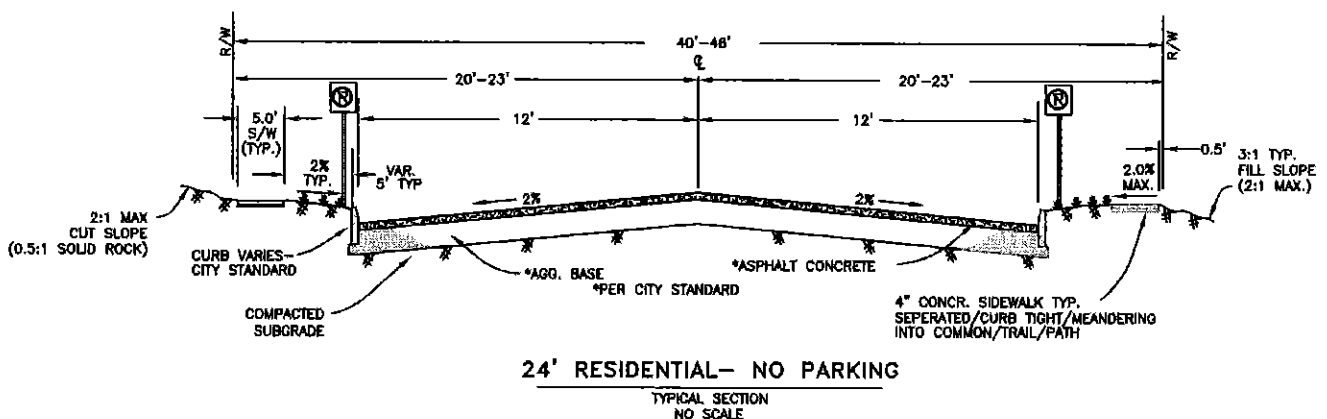 R/W
40'-46'
R/W
℄
20'-23'
20'-23'
5.0'
S/W
(TYP.)
12'
12'
2%
TYP.
VAR.
5' TYP
2%
2%
2.0%
MAX.
0.5'
3:1 TYP.
FILL SLOPE
(2:1 MAX.)
2:1 MAX
CUT SLOPE
(0.5:1 SOLID ROCK)
CURB VARIES-
CITY STANDARD
*AGG. BASE
*PER CITY STANDARD
*ASPHALT CONCRETE
COMPACTED
SUBGRADE
4" CONCR. SIDEWALK TYP.
SEPERATED/CURB TIGHT/MEANDERING
INTO COMMON/TRAIL/PATH
24' RESIDENTIAL- NO PARKING
TYPICAL SECTION
NO SCALE